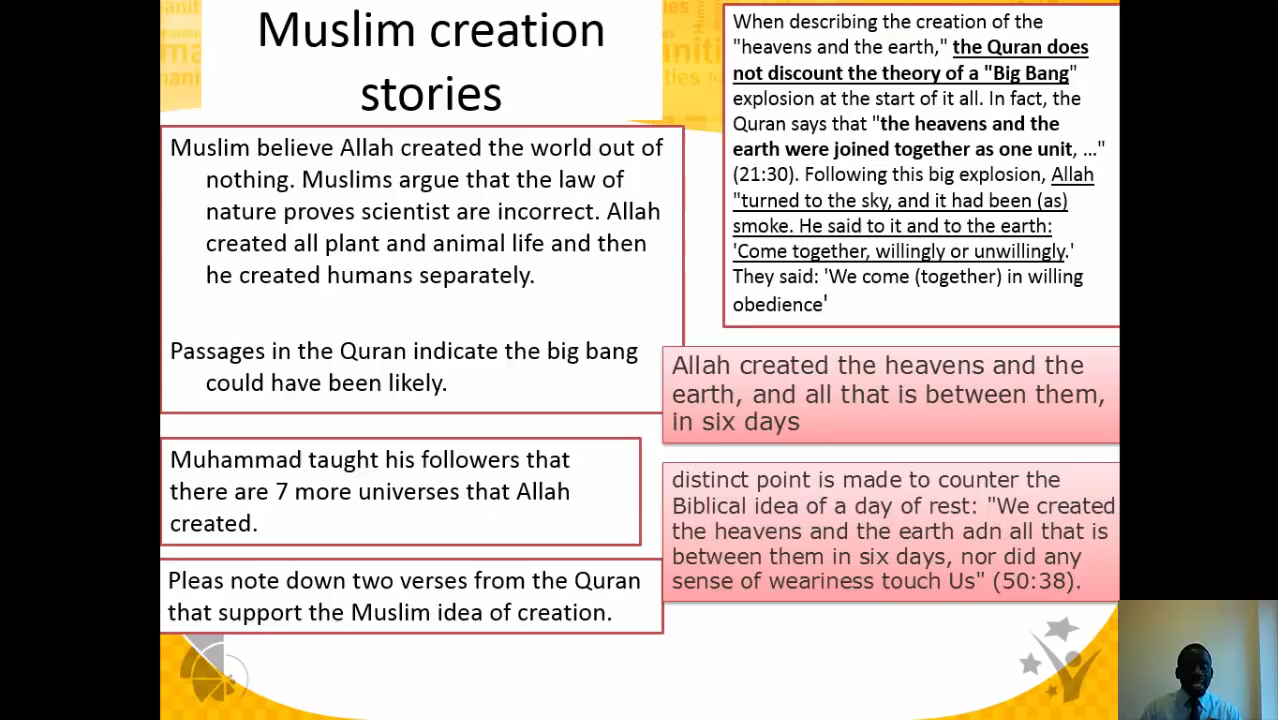 Muslim creation
stories
Muslim believe Allah created the world out of
nothing. Muslims argue that the law of
nature proves scientist are incorrect. Allah
created all plant and animal life and then
he created humans separately.
Passages in the Quran indicate the big bang
could have been likely.
Muhammad taught his followers that
there are 7 more universes that Allah
created.
Pleas note down two verses from the Quran
that support the Muslim idea of creation.
When describing the creation of the
"heavens and the earth," the Quran does
not discount the theory of a "Big Bang"
explosion at the start of it all. In fact, the
Quran says that "the heavens and the
earth were joined together as one unit, ..."
(21:30). Following this big explosion, Allah
"turned to the sky, and it had been (as)
smoke. He said to it and to the earth:
'Come together, willingly or unwillingly.'
They said: 'We come (together) in willing
obedience'
Allah created the heavens and the
earth, and all that is between them,
in six days
distinct point is made to counter the
Biblical idea of a day of rest: "We created
the heavens and the earth adn all that is
between them in six days, nor did any
sense of weariness touch Us" (50:38).